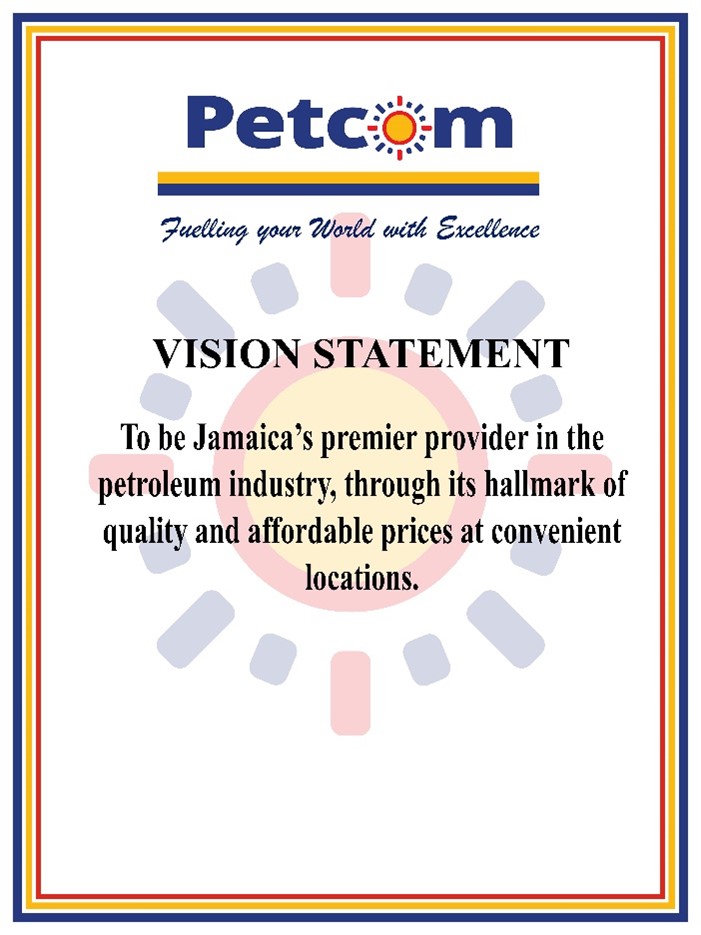 Petcom
Fuelling your World with Excellence
VISION STATEMENT
To be Jamaica’s premier provider in the
petroleum industry, through its hallmark of
quality and affordable prices at convenient
locations.